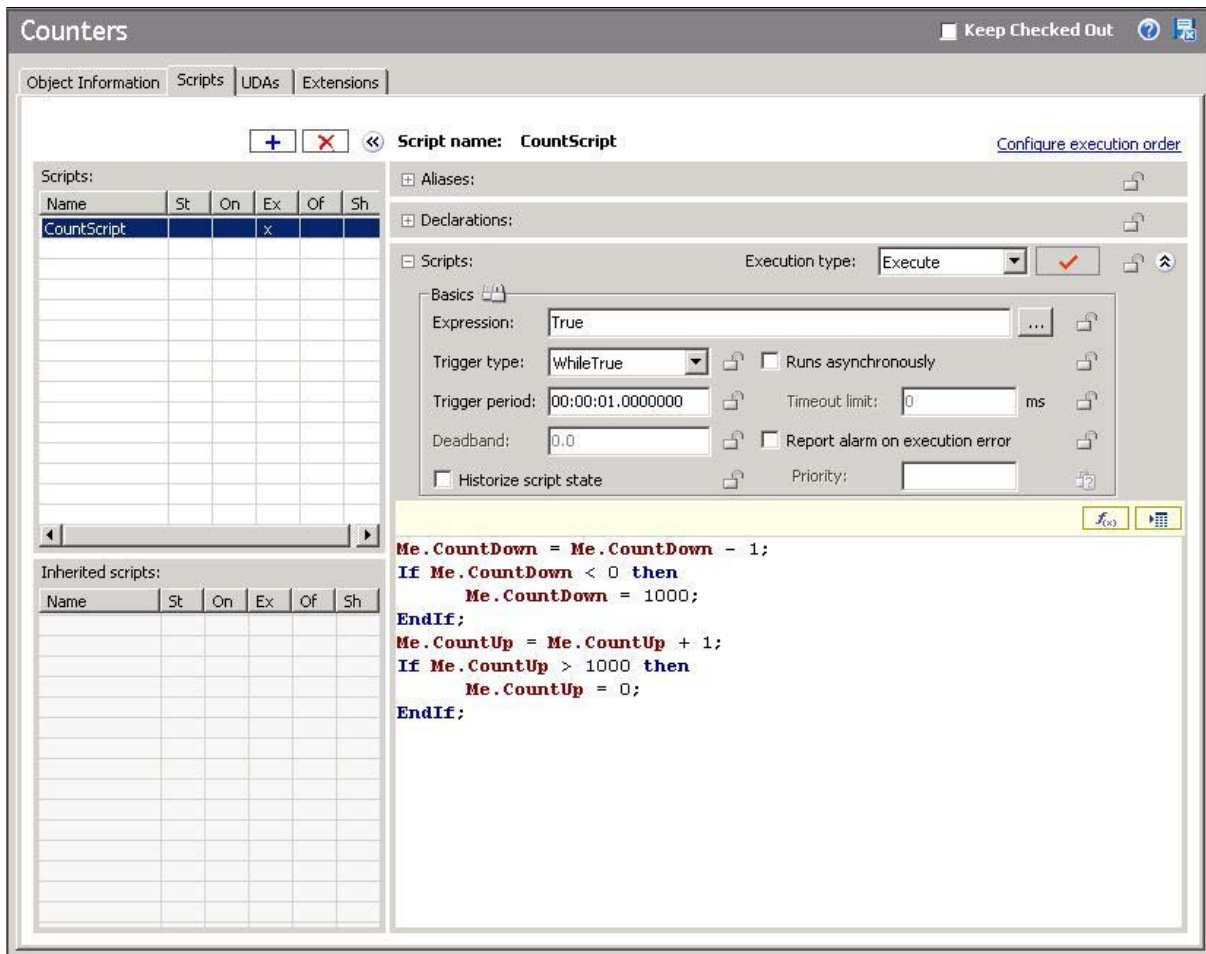 Counters
Keep Checked Out
Object Information Scripts UDAs Extensions
Script name: CountScript
Configure execution order
Scripts:
Name St On Ex Of Sh
CountScript x
Inherited scripts:
Name St On Ex Of Sh
Aliases:
Declarations:
Scripts: Execution type: Execute
Basics
Expression: True ...
Trigger type: WhileTrue Runs asynchronously
Trigger period: 00:00:01.0000000 Timeout limit: 0 ms
Deadband: 0.0 Report alarm on execution error
Historize script state Priority:
f(x)
Me.CountDown = Me.CountDown - 1;
If Me.CountDown < 0 then
Me.CountDown = 1000;
EndIf;
Me.CountUp = Me.CountUp + 1;
If Me.CountUp > 1000 then
Me.CountUp = 0;
EndIf;